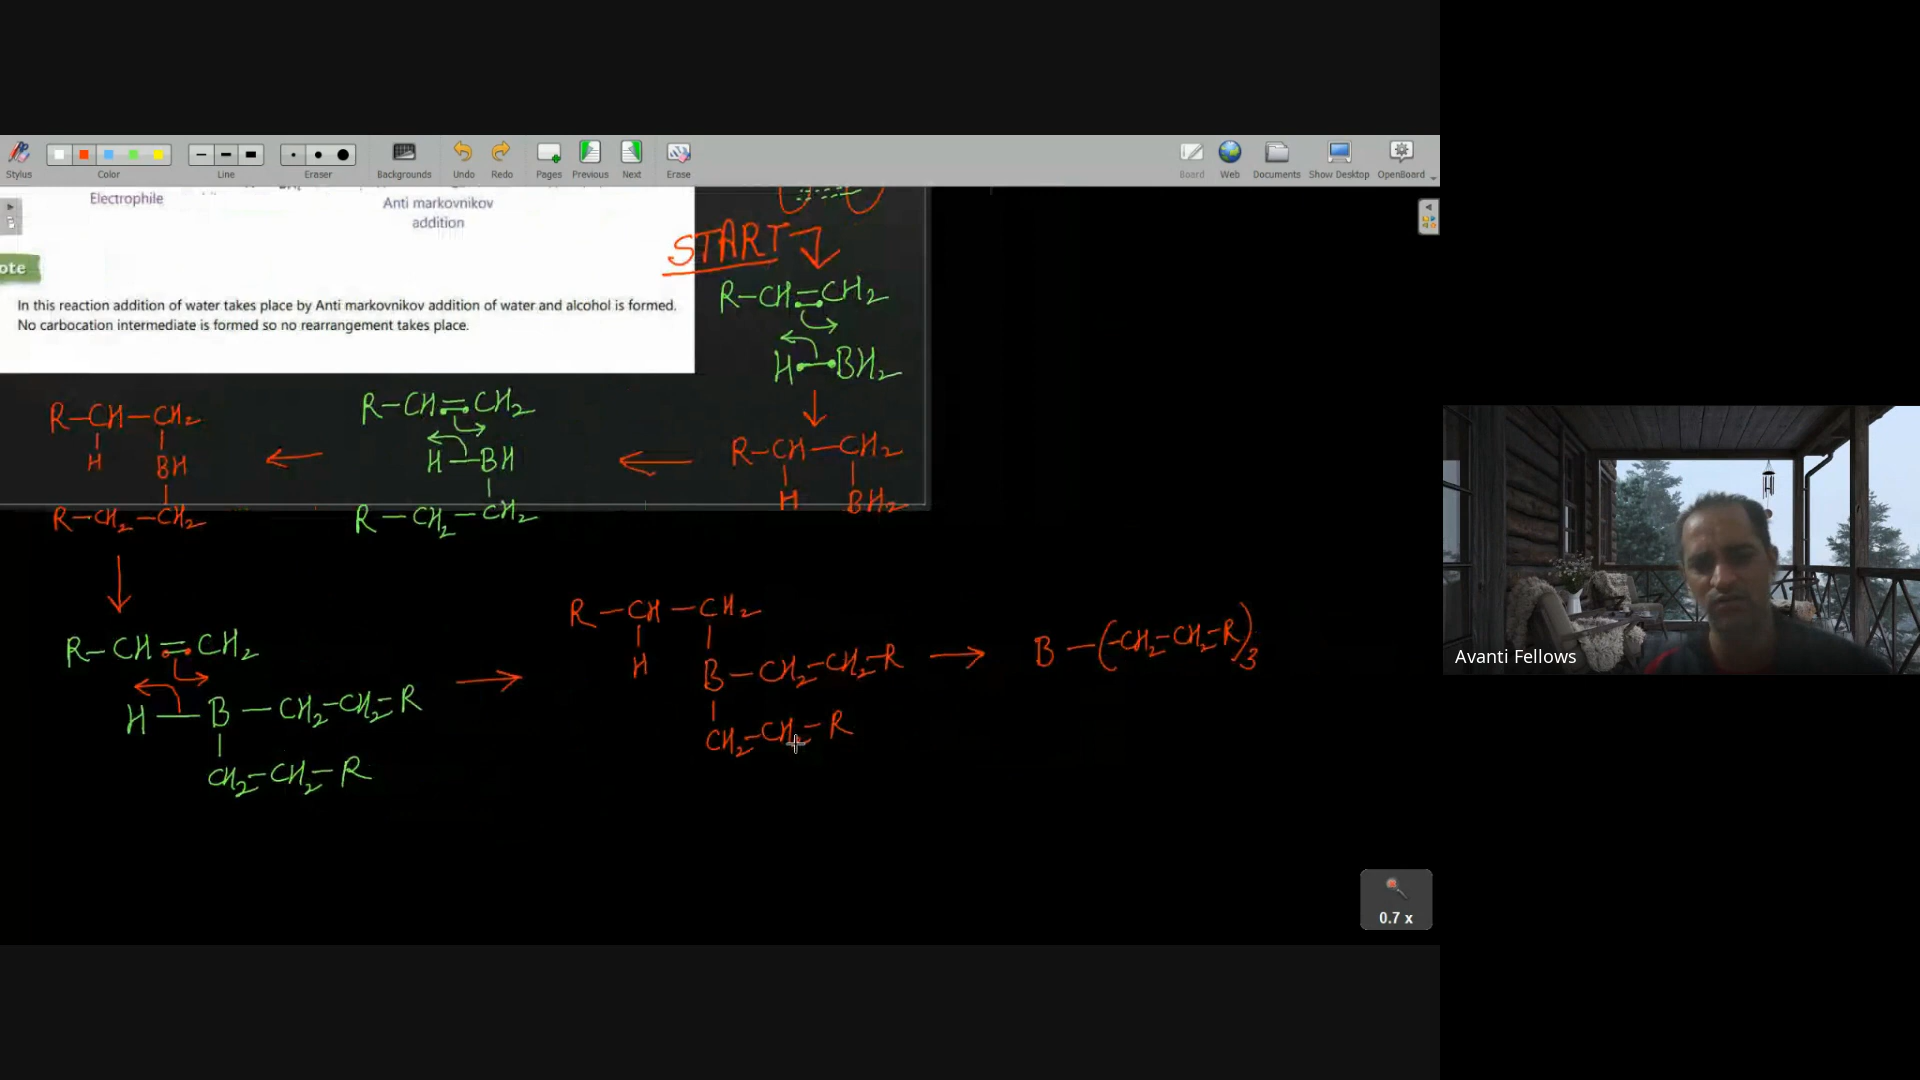 Stylus
Color
Line
Eraser
Backgrounds
Undo
Redo
Pages
Previous
Next
Erase
Board
Web
Documents
Show Desktop
OpenBoard
Electrophile
Anti markovnikov
addition
ote
In this reaction addition of water takes place by Anti markovnikov addition of water and alcohol is formed.
No carbocation intermediate is formed so no rearrangement takes place.
START
R-CH=CH₂
H-BH₂
R-CH-CH₂
H BH₂
R-CH=CH₂
H-BH
R-CH₂-CH₂
R-CH-CH₂
H BH
R-CH₂-CH₂
R-CH=CH₂
H-B-CH₂-CH₂-R
CH₂-CH₂-R
R-CH-CH₂
H B-CH₂-CH₂-R
CH₂-CH₂-R
B-(-CH₂-CH₂-R)₃
Avanti Fellows
0.7 x